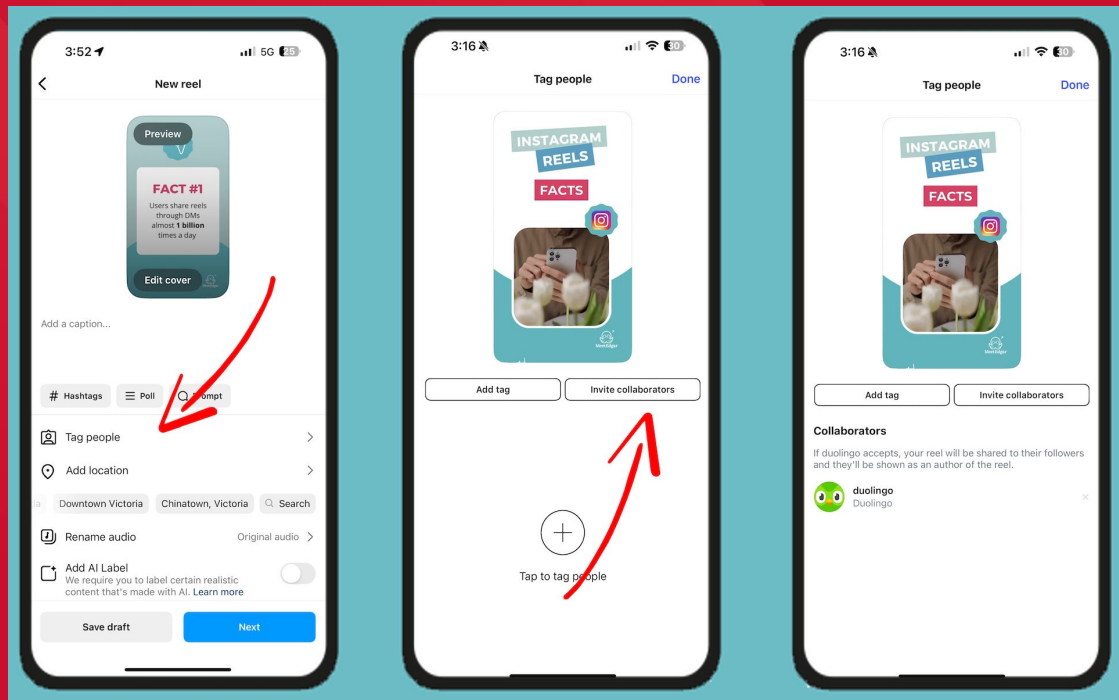 3:52
5G 25
New reel
Preview
FACT #1
Users share reels
through DMs
almost 1 billion
times a day
Edit cover
Add a caption...
# Hashtags
Poll
Tag people
Add location
Downtown Victoria
Chinatown, Victoria
Search
Rename audio
Original audio
Add AI Label
We require you to label certain realistic
content that's made with AI. Learn more
Save draft
Next
3:16
30
Tag people
Done
INSTAGRAM
REELS
FACTS
MeetEdgar
Add tag
Invite collaborators
Tap to tag people
3:16
30
Tag people
Done
INSTAGRAM
REELS
FACTS
MeetEdgar
Add tag
Invite collaborators
Collaborators
If duolingo accepts, your reel will be shared to their followers
and they'll be shown as an author of the reel.
duolingo
Duolingo